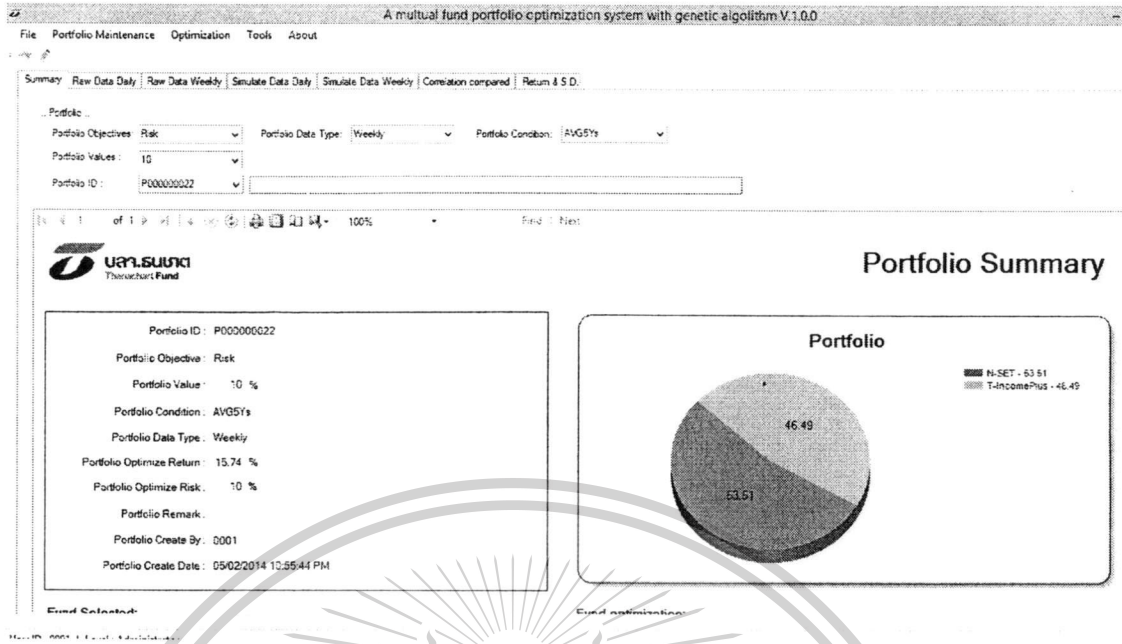 A multual fund portfolio optimization system with genetic algolithm V.1.0.0
File Portfolio Maintenance Optimization Tools About
Summary Raw Data Daily Raw Data Weekly Simulate Data Daily Simulate Data Weekly Correlation compared Return & S.D.
.. Portfolio ..
Portfolio Objectives: Risk Portfolio Data Type: Weekly Portfolio Condition: AVG5Ys
Portfolio Values : 10
Portfolio ID : P000000022
1 of 1 100% Find Next
บลจ.ธนชาต
Thanachart Fund
Portfolio Summary
Portfolio ID : P000000022
Portfolio Objective : Risk
Portfolio Value : 10 %
Portfolio Condition : AVG5Ys
Portfolio Data Type : Weekly
Portfolio Optimize Return : 15.74 %
Portfolio Optimize Risk : 10 %
Portfolio Remark :
Portfolio Create By : 0001
Portfolio Create Date : 05/02/2014 10:55:44 PM
Portfolio
N-SET - 53.51
T-IncomePlus - 46.49
46.49
53.51
Fund Selected:
Fund optimization: